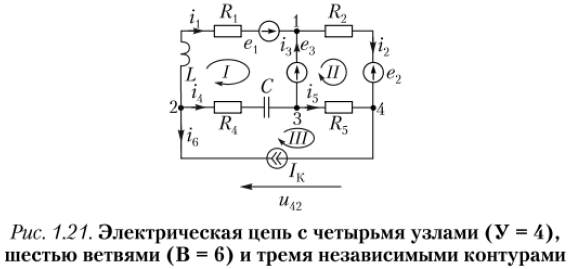 i₁ R₁ 1 R₂
e₁ i₃ e₃ i₂
L I C II e₂
2 i₄ i₅ 4
R₄ 3 R₅
i₆ III
I_К
u₄₂
Рис. 1.21. Электрическая цепь с четырьмя узлами (У = 4),
шестью ветвями (В = 6) и тремя независимыми контурами